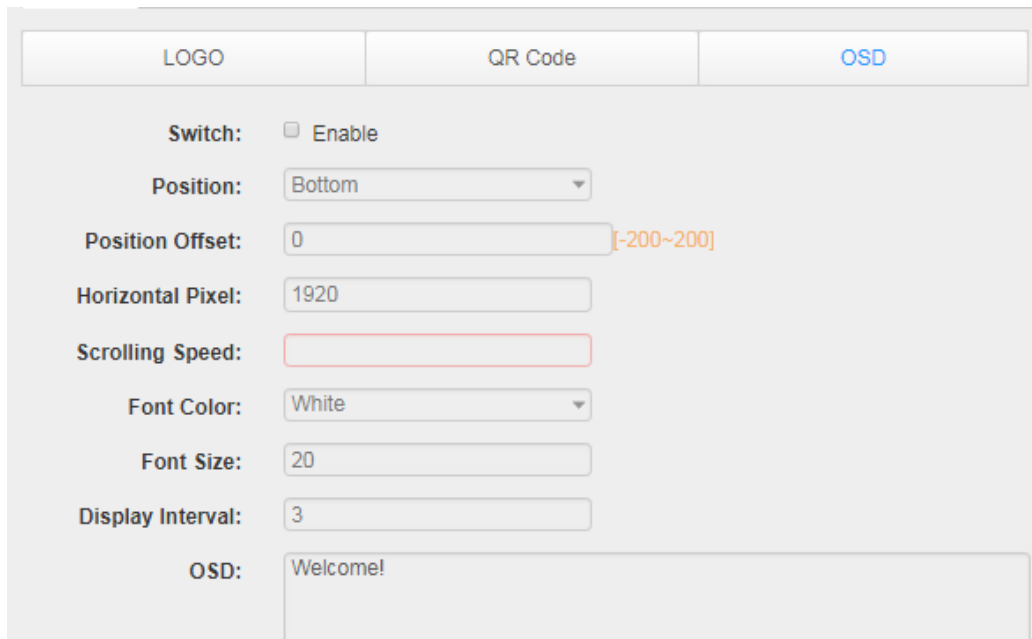 LOGO QR Code OSD
Switch: Enable
Position: Bottom
Position Offset: 0 [-200~200]
Horizontal Pixel: 1920
Scrolling Speed:
Font Color: White
Font Size: 20
Display Interval: 3
OSD: Welcome!